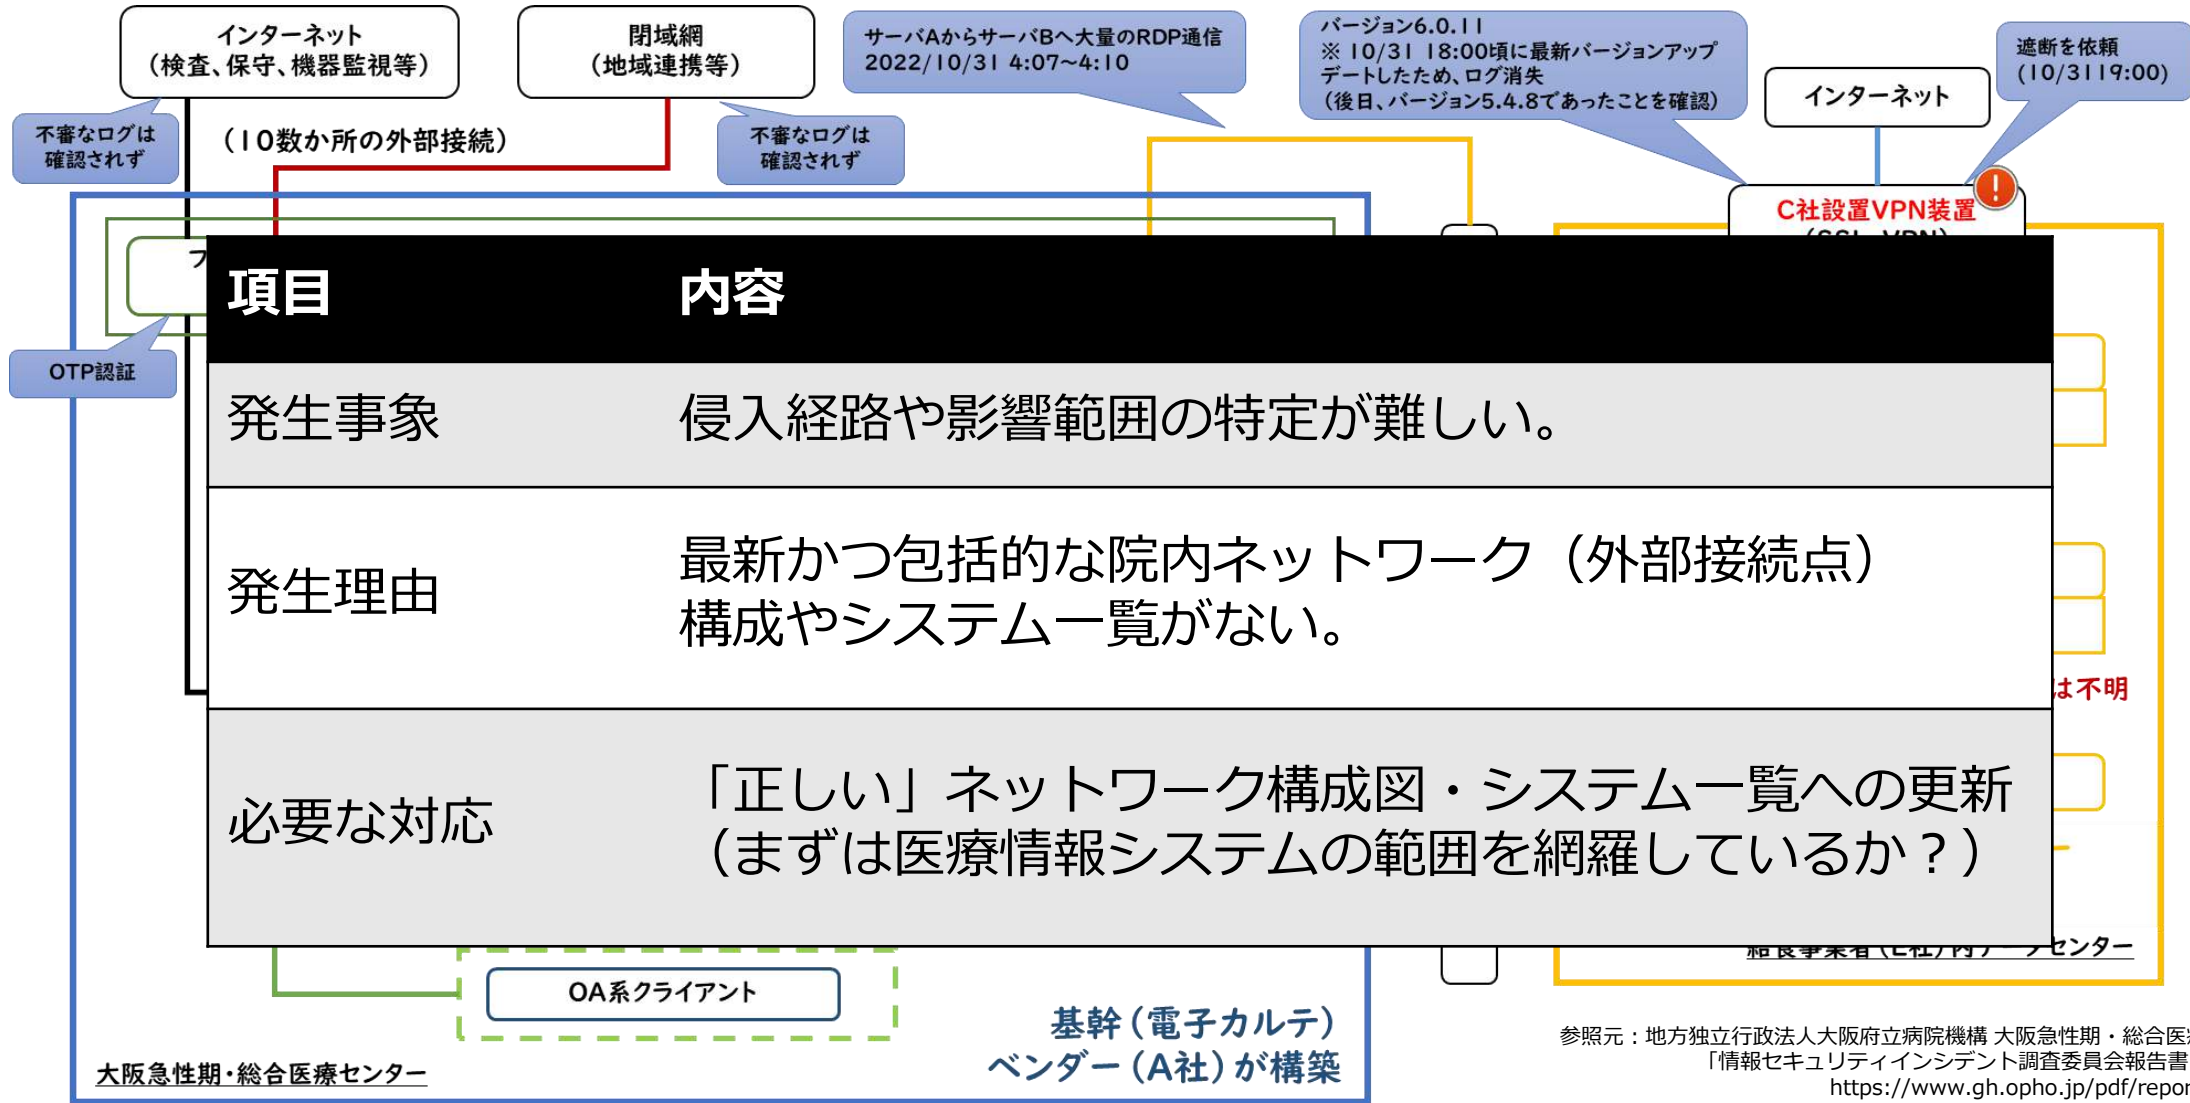 インターネット
(検査、保守、機器監視等)
閉域網
(地域連携等)
サーバAからサーバBへ大量のRDP通信
2022/10/31 4:07~4:10
バージョン6.0.11
※ 10/31 18:00頃に最新バージョンアップ
デートしたため、ログ消失
(後日、バージョン5.4.8であったことを確認)
遮断を依頼
(10/3119:00)
インターネット
不審なログは
確認されず
(10数か所の外部接続)
不審なログは
確認されず
C社設置VPN装置
OTP認証
項目 内容
発生事象 侵入経路や影響範囲の特定が難しい。
発生理由 最新かつ包括的な院内ネットワーク（外部接続点）
構成やシステム一覧がない。
は不明
必要な対応 「正しい」ネットワーク構成図・システム一覧への更新
（まずは医療情報システムの範囲を網羅しているか？）
OA系クライアント
基幹(電子カルテ)
ベンダー(A社)が構築
大阪急性期・総合医療センター
参照元：地方独立行政法人大阪府立病院機構 大阪急性期・総合医
「情報セキュリティインシデント調査委員会報告書
https://www.gh.opho.jp/pdf/repor